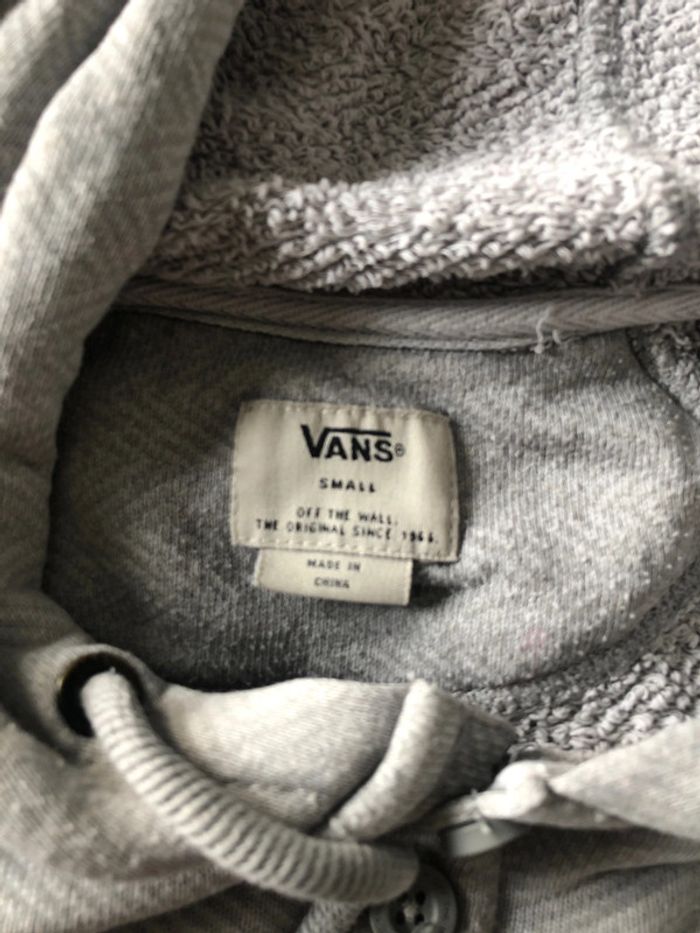 VANS®
SMALL
OFF THE WALL.
THE ORIGINAL SINCE 1966.
MADE IN
CHINA